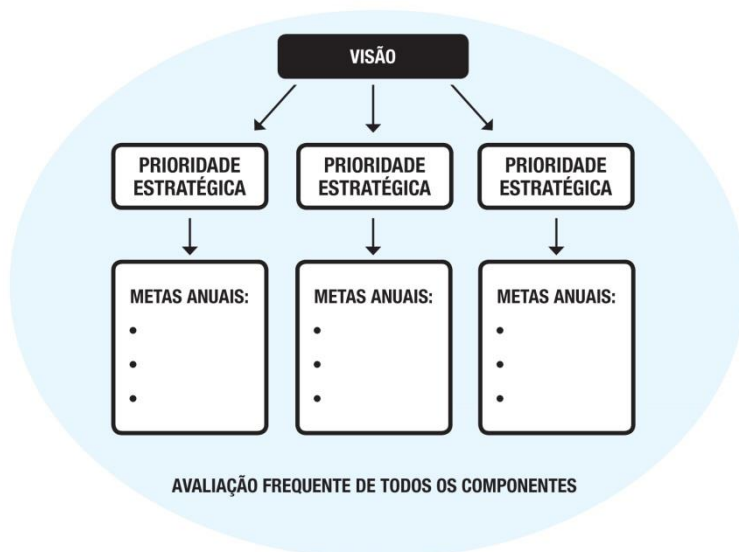 VISÃO
PRIORIDADE
ESTRATÉGICA
PRIORIDADE
ESTRATÉGICA
PRIORIDADE
ESTRATÉGICA
METAS ANUAIS:
•
•
•
METAS ANUAIS:
•
•
•
METAS ANUAIS:
•
•
•
AVALIAÇÃO FREQUENTE DE TODOS OS COMPONENTES